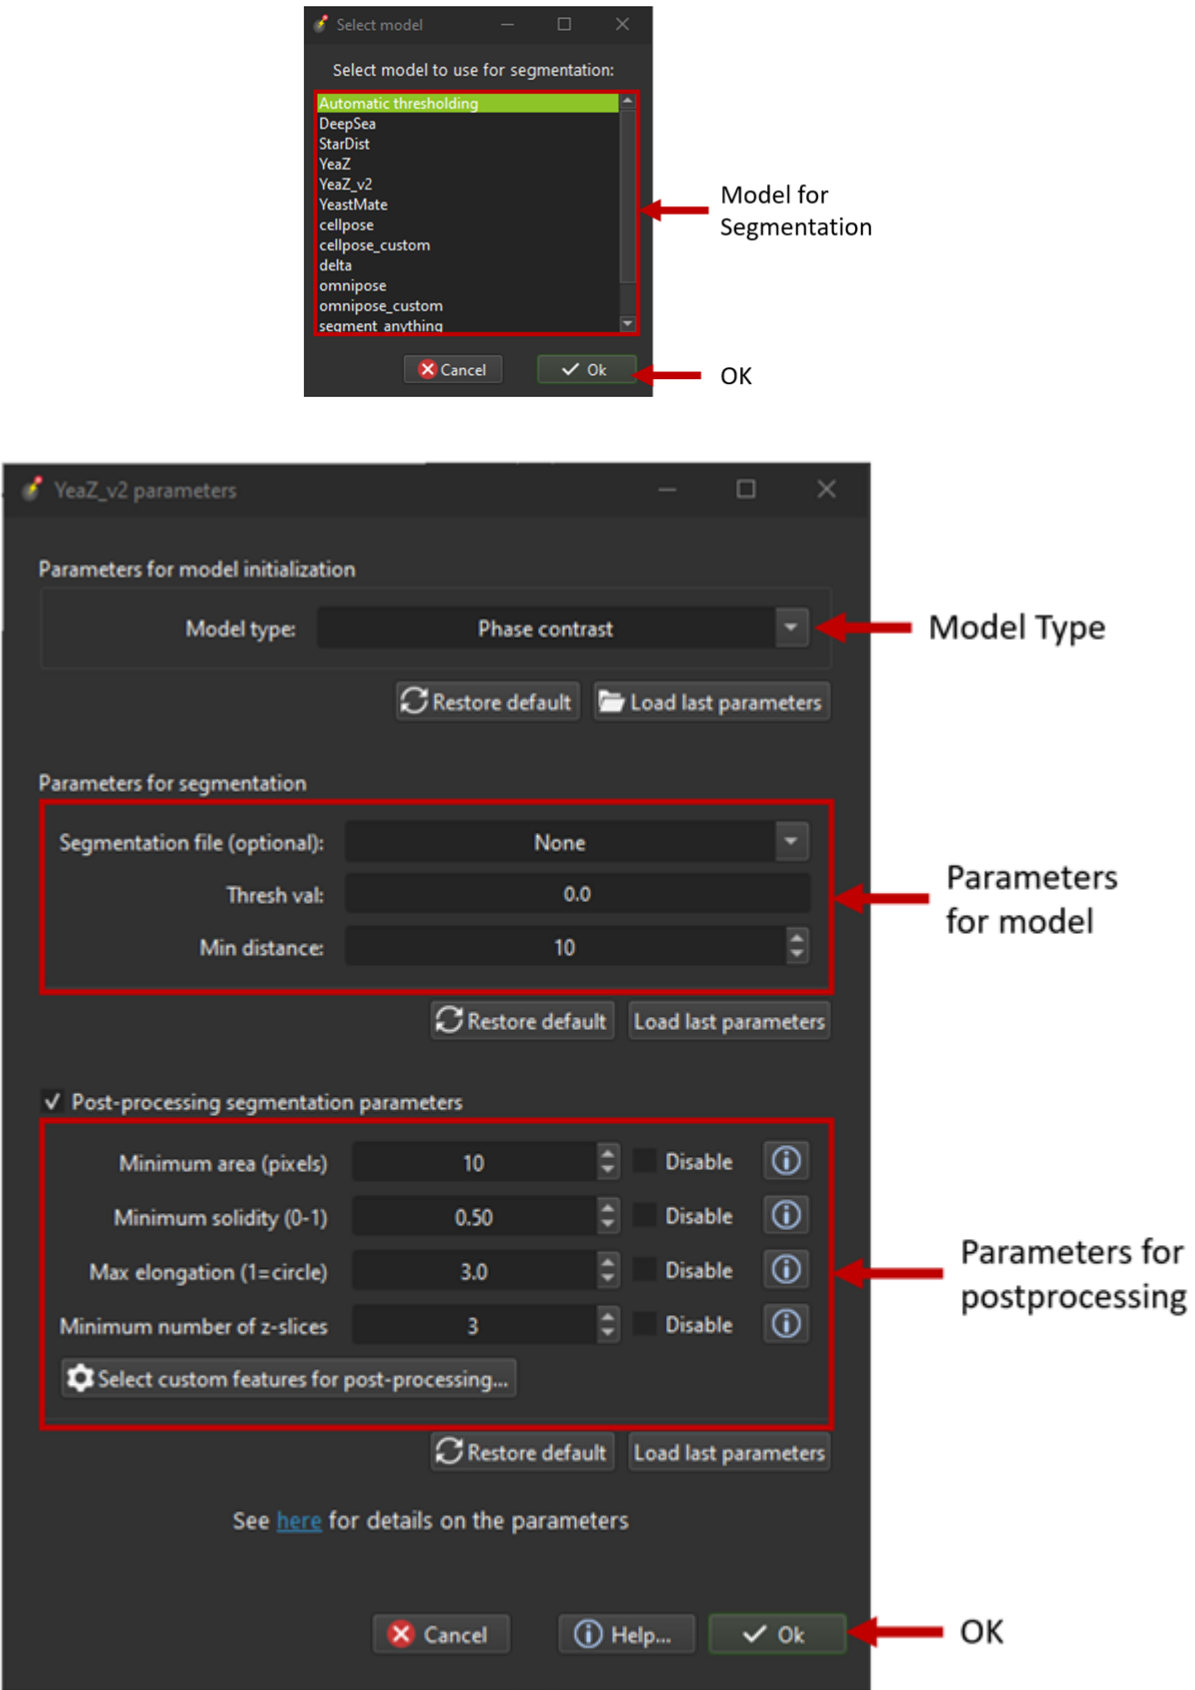 Select model
Select model to use for segmentation:
Automatic thresholding
DeepSea
StarDist
YeaZ
YeaZ_v2
YeastMate
cellpose
cellpose_custom
delta
omnipose
omnipose_custom
segment_anything
Model for
Segmentation
Cancel
Ok
OK
YeaZ_v2 parameters
Parameters for model initialization
Model type: Phase contrast
Model Type
Restore default Load last parameters
Parameters for segmentation
Segmentation file (optional): None
Thresh val: 0.0
Min distance: 10
Parameters
for model
Restore default Load last parameters
Post-processing segmentation parameters
Minimum area (pixels) 10 Disable
Minimum solidity (0-1) 0.50 Disable
Max elongation (1=circle) 3.0 Disable
Minimum number of z-slices 3 Disable
Select custom features for post-processing...
Parameters for
postprocessing
Restore default Load last parameters
See here for details on the parameters
Cancel Help... Ok
OK